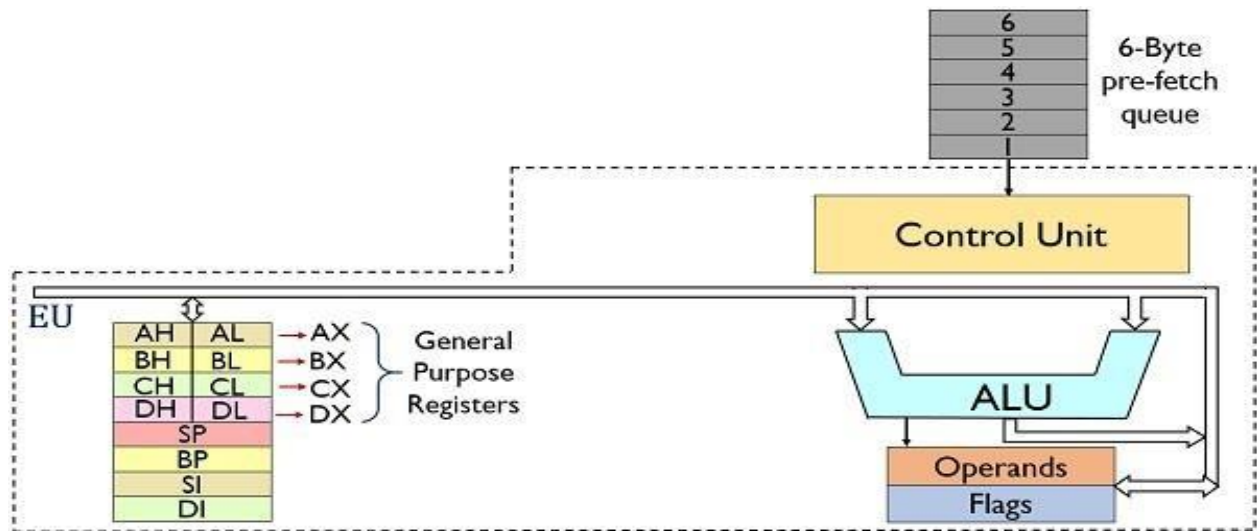 6
5
4
3
2
1
6-Byte
pre-fetch
queue
Control Unit
EU
AH AL AX
BH BL BX
CH CL CX
DH DL DX
SP
BP
SI
DI
General
Purpose
Registers
ALU
Operands
Flags